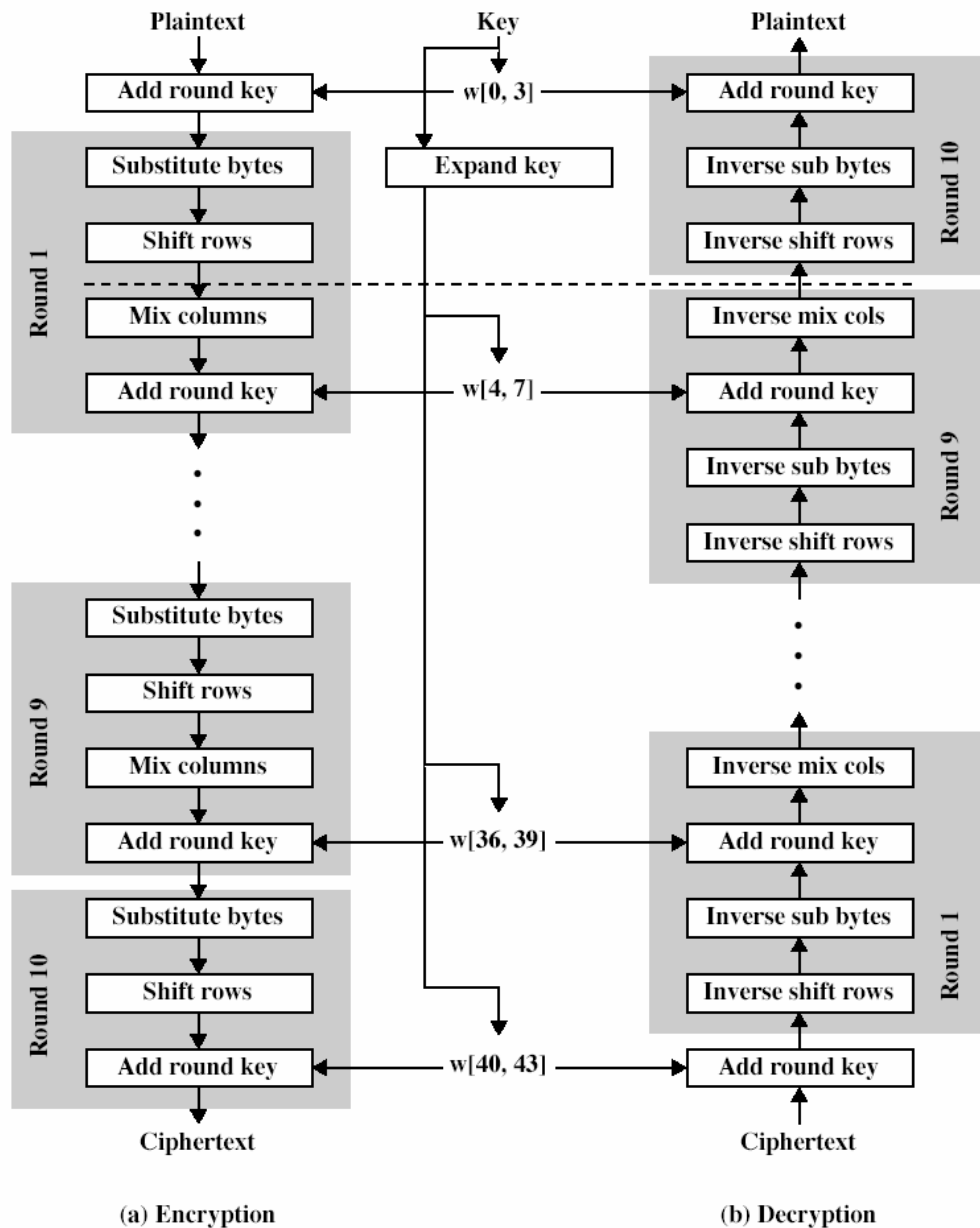 Plaintext
Key
Plaintext
Add round key
w[0, 3]
Add round key
Substitute bytes
Expand key
Inverse sub bytes
Round 10
Shift rows
Inverse shift rows
Round 1
Mix columns
Inverse mix cols
Add round key
w[4, 7]
Add round key
Inverse sub bytes
Round 9
Inverse shift rows
Substitute bytes
Shift rows
Round 9
Mix columns
Inverse mix cols
Add round key
w[36, 39]
Add round key
Substitute bytes
Inverse sub bytes
Round 1
Round 10
Shift rows
Inverse shift rows
Add round key
w[40, 43]
Add round key
Ciphertext
Ciphertext
(a) Encryption
(b) Decryption